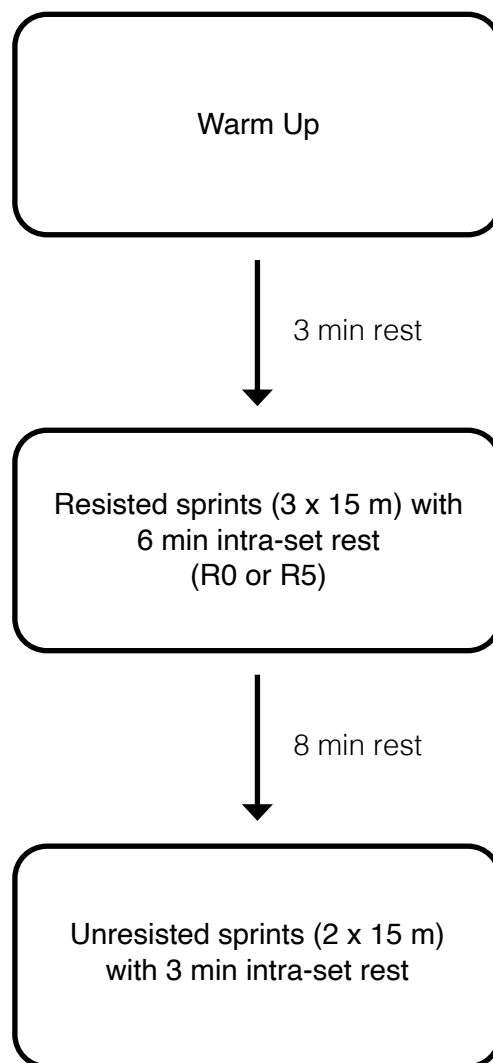 Warm Up
3 min rest
Resisted sprints (3 x 15 m) with
6 min intra-set rest
(R0 or R5)
8 min rest
Unresisted sprints (2 x 15 m)
with 3 min intra-set rest